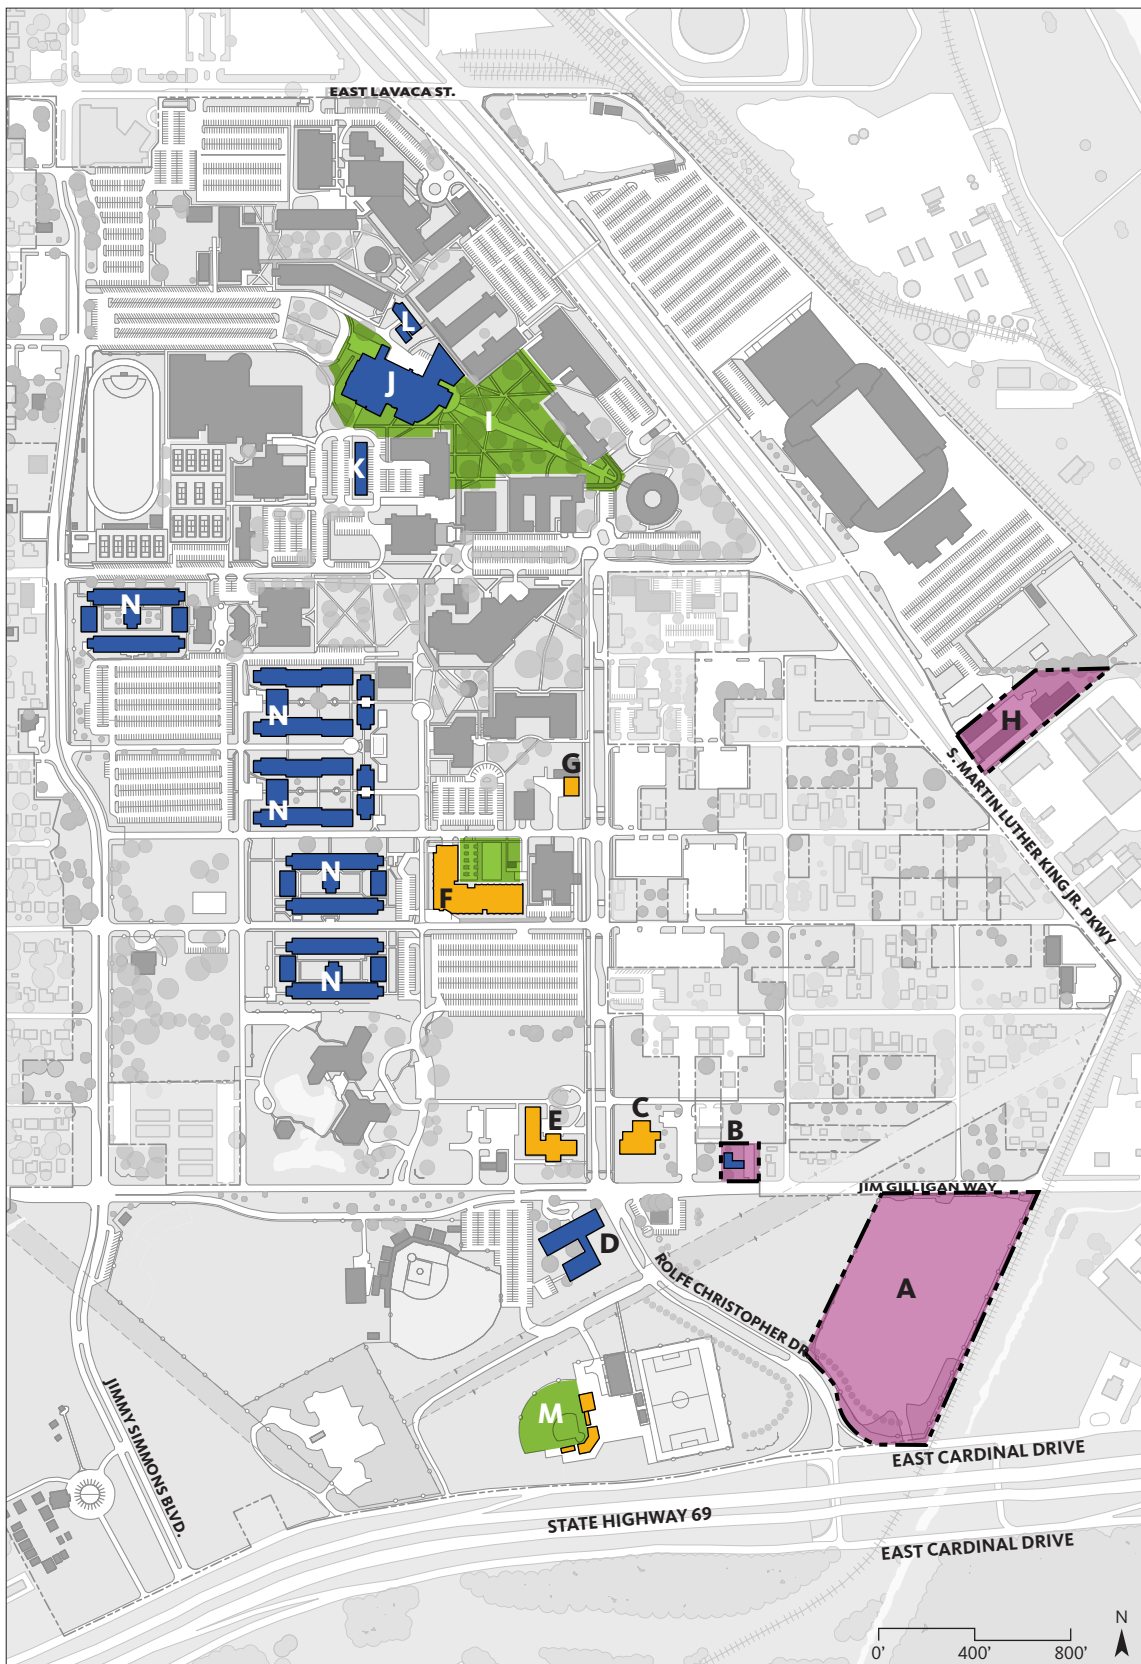 EAST LAVACA ST.
L
J
I
K
N
N
H
G
S. MARTIN LUTHER KING JR. PKWY
N
N
F
N
C
E
B
JIM GILLIGAN WAY
D
ROLFE CHRISTOPHER DR.
A
JIMMY SIMMONS BLVD.
M
EAST CARDINAL DRIVE
STATE HIGHWAY 69
EAST CARDINAL DRIVE
N
0' 400' 800'